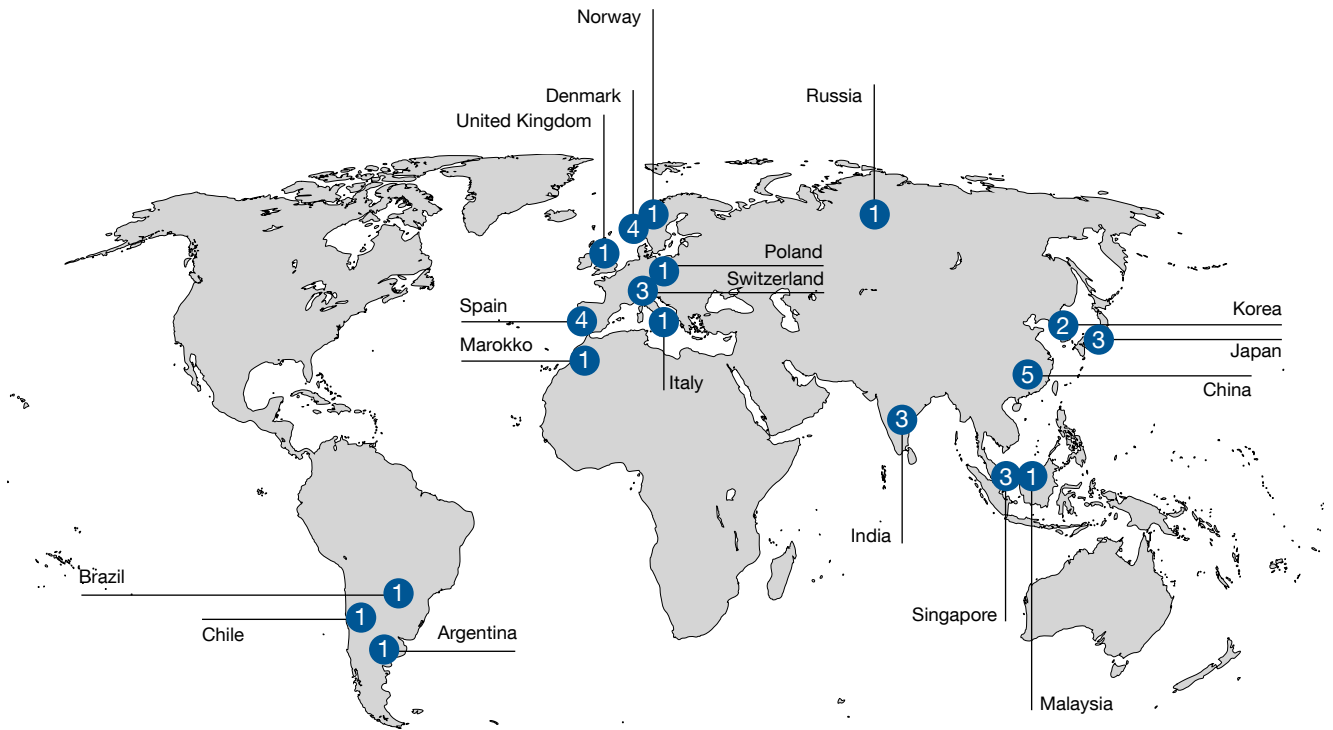 Norway
Denmark
Russia
United Kingdom
1
1
4
1
Poland
1
Switzerland
3
Spain
4
1
Korea
2
3
Marokko
1
Japan
Italy
5
China
3
3
1
India
Brazil
1
Singapore
1
Chile
Argentina
1
Malaysia